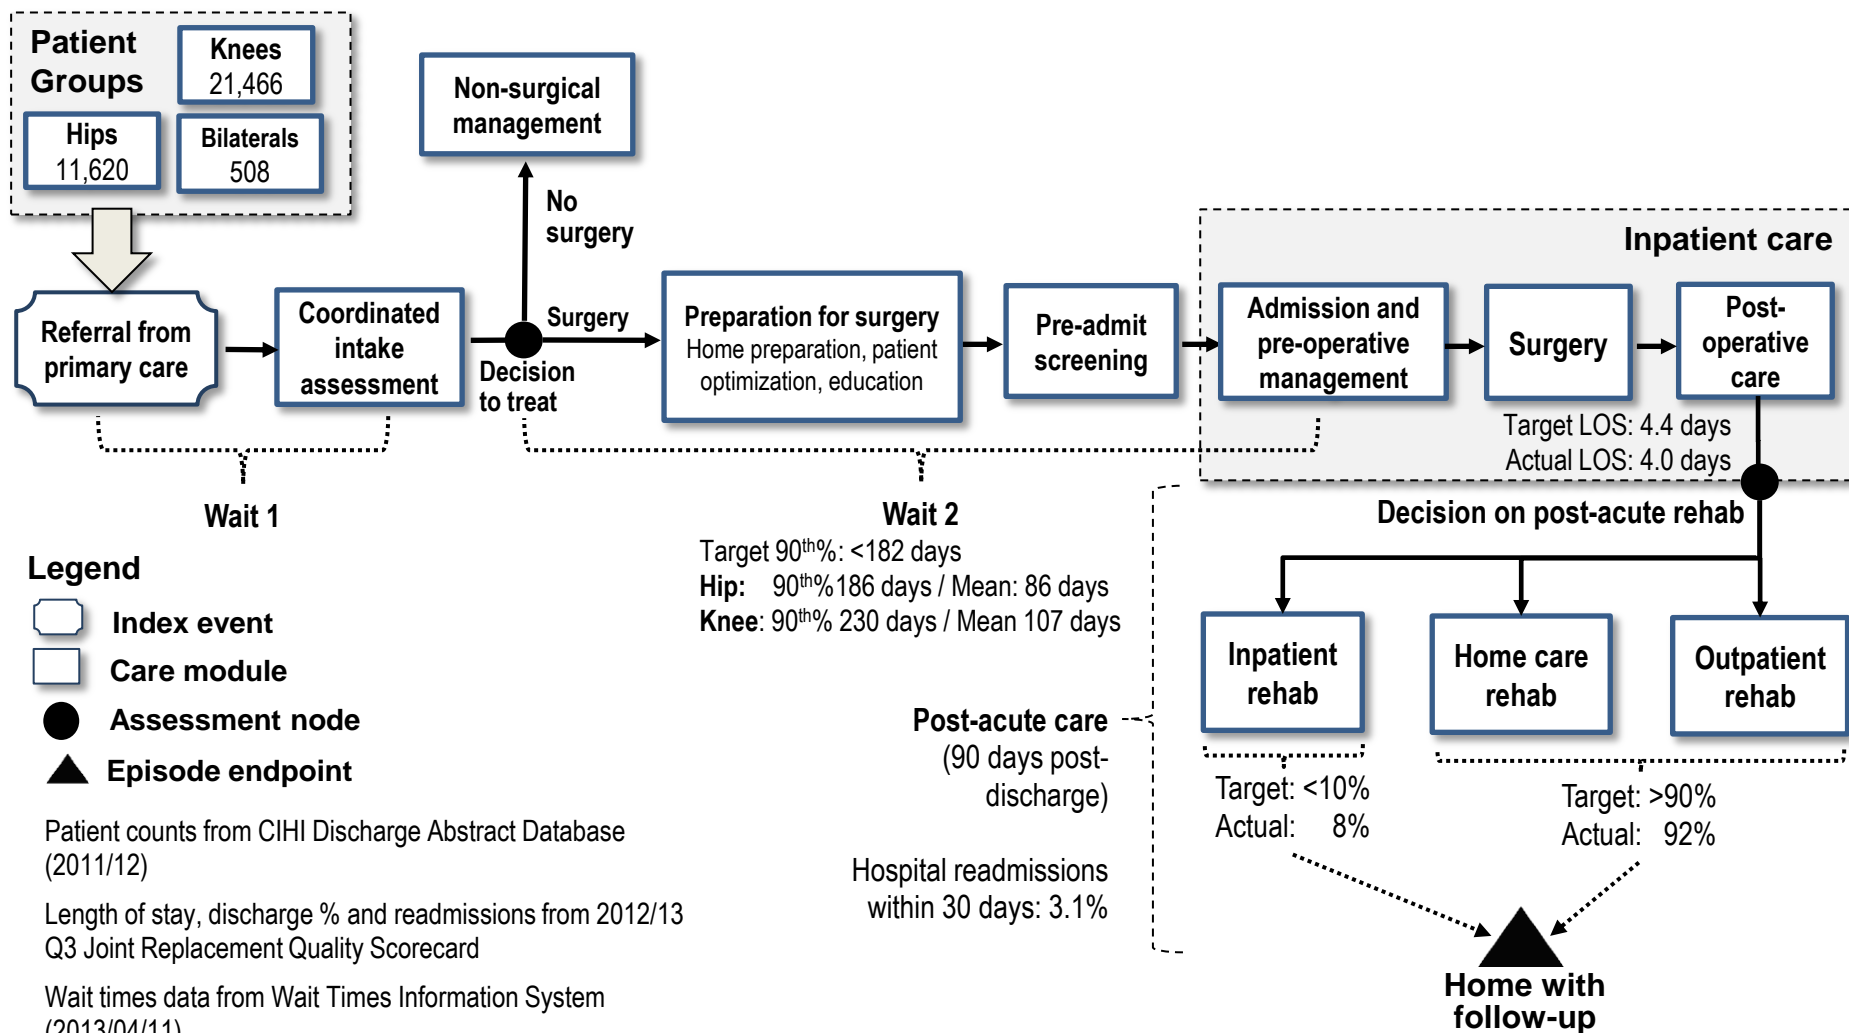 Patient
Groups
Knees
21,466
Hips
11,620
Bilaterals
508
Non-surgical
management
No
surgery
Referral from
primary care
Coordinated
intake
assessment
Surgery
Decision
to treat
Preparation for surgery
Home preparation, patient
optimization, education
Pre-admit
screening
Inpatient care
Admission and
pre-operative
management
Surgery
Post-
operative
care
Target LOS: 4.4 days
Actual LOS: 4.0 days
Wait 1
Wait 2
Target 90th%: <182 days
Hip: 90th%186 days / Mean: 86 days
Knee: 90th% 230 days / Mean 107 days
Decision on post-acute rehab
Inpatient
rehab
Home care
rehab
Outpatient
rehab
Legend
Index event
Care module
Assessment node
Episode endpoint
Post-acute care
(90 days post-
discharge)
Hospital readmissions
within 30 days: 3.1%
Target: <10%
Actual: 8%
Target: >90%
Actual: 92%
Home with
follow-up
Patient counts from CIHI Discharge Abstract Database
(2011/12)
Length of stay, discharge % and readmissions from 2012/13
Q3 Joint Replacement Quality Scorecard
Wait times data from Wait Times Information System
(2013/04/11)